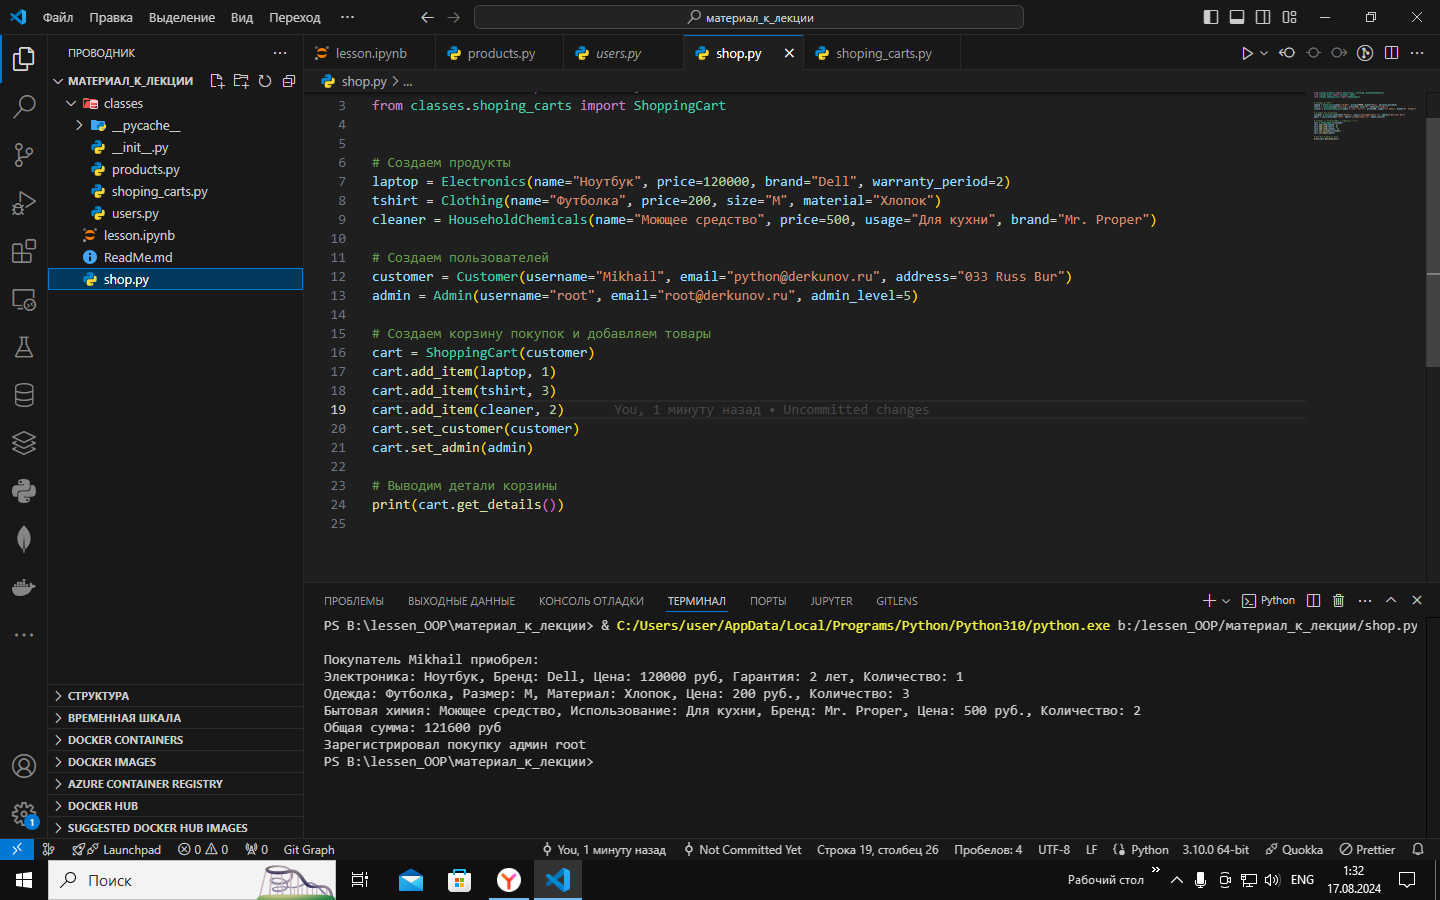 Файл Правка Выделение Вид Переход ··· материал_к_лекции
ПРОВОДНИК ···
МАТЕРИАЛ_К_ЛЕКЦИИ
classes
__pycache__
__init__.py
products.py
shoping_carts.py
users.py
lesson.ipynb
ReadMe.md
shop.py
СТРУКТУРА
ВРЕМЕННАЯ ШКАЛА
DOCKER CONTAINERS
DOCKER IMAGES
AZURE CONTAINER REGISTRY
DOCKER HUB
SUGGESTED DOCKER HUB IMAGES
lesson.ipynb products.py users.py shop.py shoping_carts.py
shop.py > ...
3 from classes.shoping_carts import ShoppingCart
4
5
6 # Создаем продукты
7 laptop = Electronics(name="Ноутбук", price=120000, brand="Dell", warranty_period=2)
8 tshirt = Clothing(name="Футболка", price=200, size="M", material="Хлопок")
9 cleaner = HouseholdChemicals(name="Моющее средство", price=500, usage="Для кухни", brand="Mr. Proper")
10
11 # Создаем пользователей
12 customer = Customer(username="Mikhail", email="python@derkunov.ru", address="033 Russ Bur")
13 admin = Admin(username="root", email="root@derkunov.ru", admin_level=5)
14
15 # Создаем корзину покупок и добавляем товары
16 cart = ShoppingCart(customer)
17 cart.add_item(laptop, 1)
18 cart.add_item(tshirt, 3)
19 cart.add_item(cleaner, 2) You, 1 минуту назад • Uncommitted changes
20 cart.set_customer(customer)
21 cart.set_admin(admin)
22
23 # Выводим детали корзины
24 print(cart.get_details())
25
ПРОБЛЕМЫ ВЫХОДНЫЕ ДАННЫЕ КОНСОЛЬ ОТЛАДКИ ТЕРМИНАЛ ПОРТЫ JUPYTER GITLENS Python
PS B:\lessen_OOP\материал_к_лекции> & C:/Users/user/AppData/Local/Programs/Python/Python310/python.exe b:/lessen_OOP/материал_к_лекции/shop.py
Покупатель Mikhail приобрел:
Электроника: Ноутбук, Бренд: Dell, Цена: 120000 руб, Гарантия: 2 лет, Количество: 1
Одежда: Футболка, Размер: M, Материал: Хлопок, Цена: 200 руб., Количество: 3
Бытовая химия: Моющее средство, Использование: Для кухни, Бренд: Mr. Proper, Цена: 500 руб., Количество: 2
Общая сумма: 121600 руб
Зарегистрировал покупку админ root
PS B:\lessen_OOP\материал_к_лекции>
1
Launchpad 0 0 0 Git Graph You, 1 минуту назад Not Committed Yet Строка 19, столбец 26 Пробелов: 4 UTF-8 LF Python 3.10.0 64-bit Quokka Prettier
Поиск Рабочий стол ENG 1:32
17.08.2024